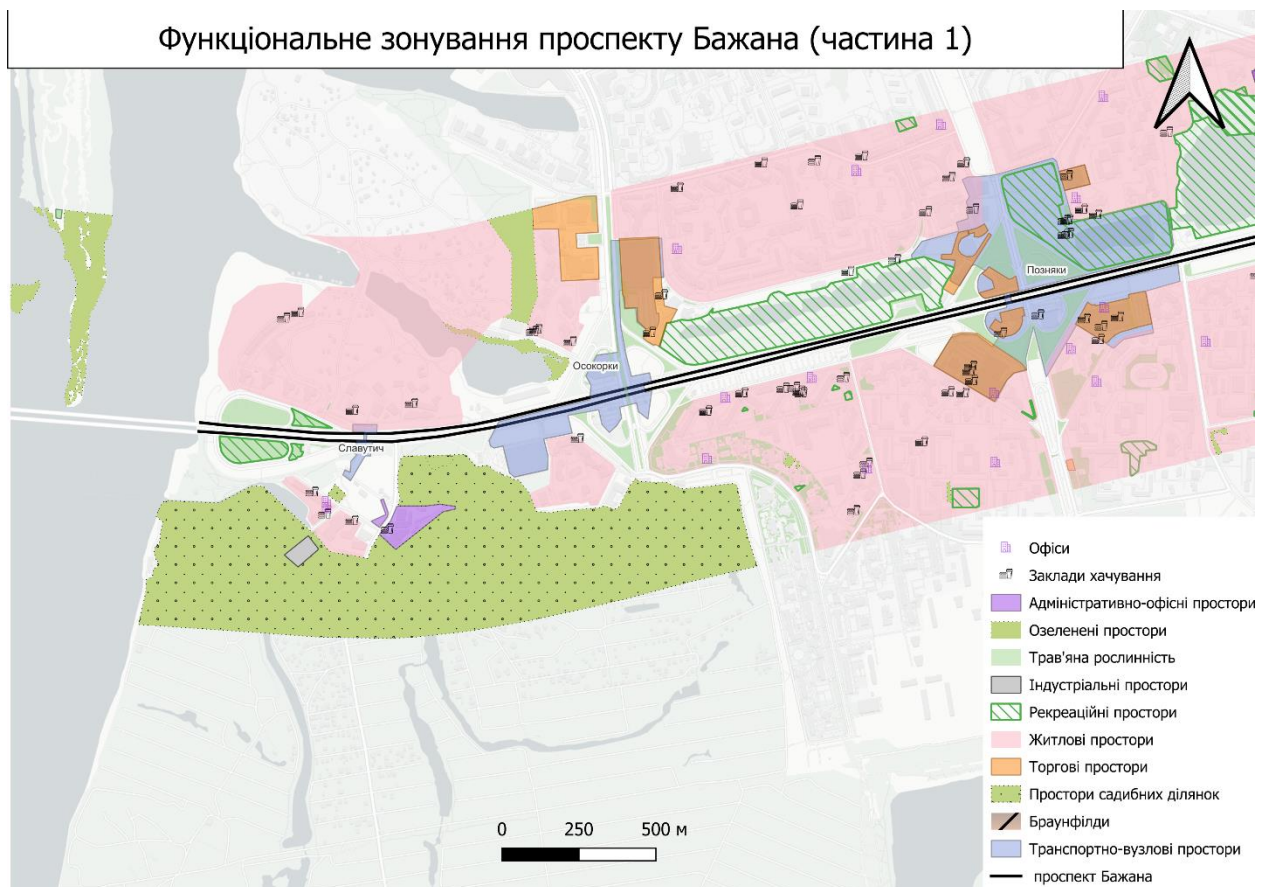 Функціональне зонування проспекту Бажана (частина 1)
Позняки
Осокорки
Славутич
Офіси
Заклади хачування
Адміністративно-офісні простори
Озеленені простори
Трав'яна рослинність
Індустріальні простори
Рекреаційні простори
Житлові простори
Торгові простори
Простори садибних ділянок
Браунфілди
Транспортно-вузлові простори
проспект Бажана
0 250 500 м